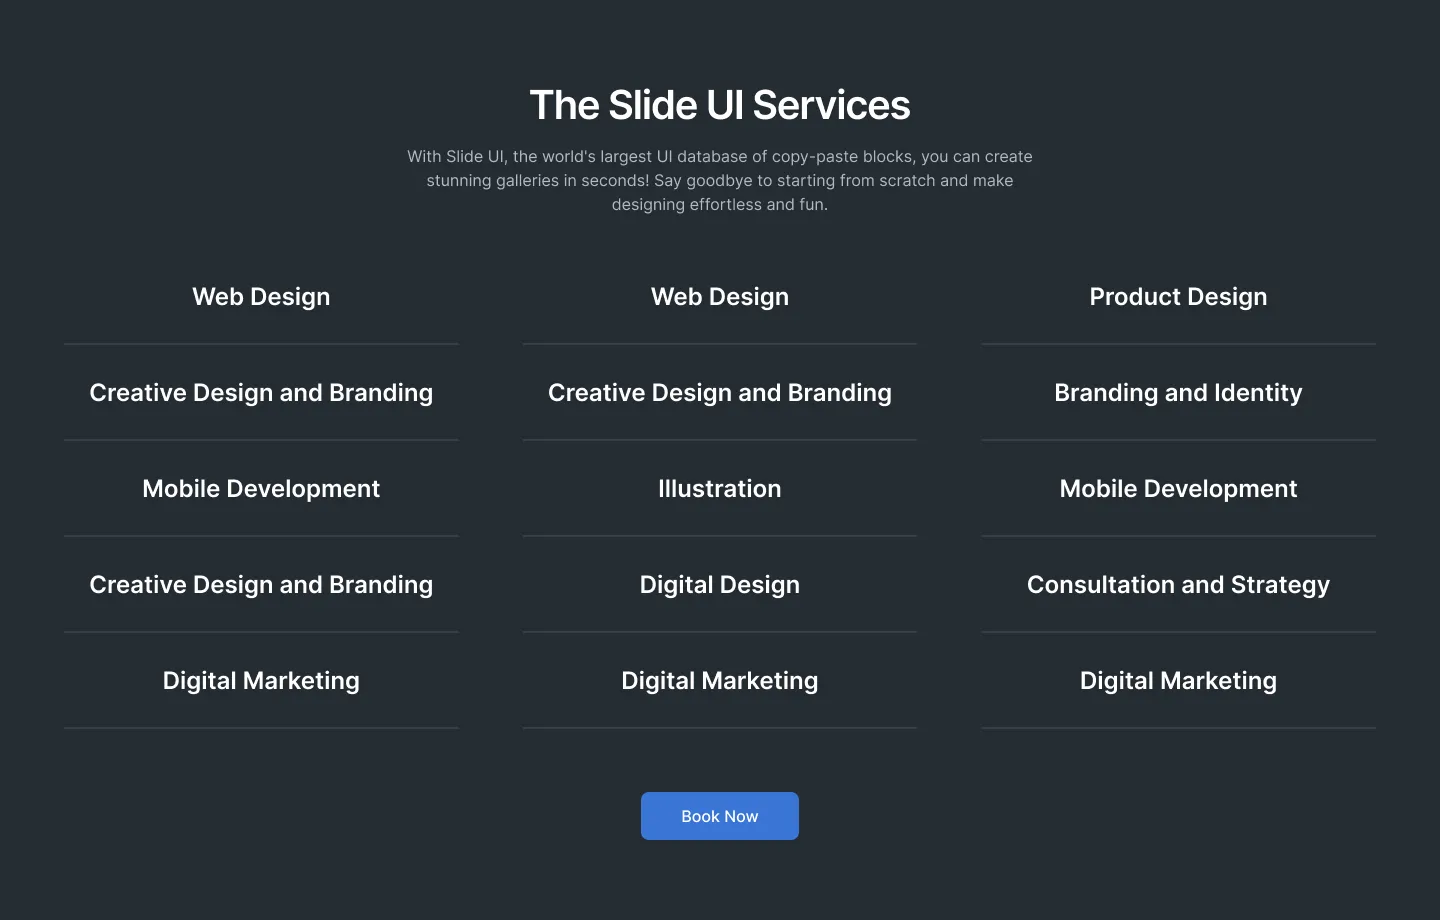 The Slide UI Services
With Slide UI, the world's largest UI database of copy-paste blocks, you can create
stunning galleries in seconds! Say goodbye to starting from scratch and make
designing effortless and fun.
Web Design
Web Design
Product Design
Creative Design and Branding
Creative Design and Branding
Branding and Identity
Mobile Development
Illustration
Mobile Development
Creative Design and Branding
Digital Design
Consultation and Strategy
Digital Marketing
Digital Marketing
Digital Marketing
Book Now